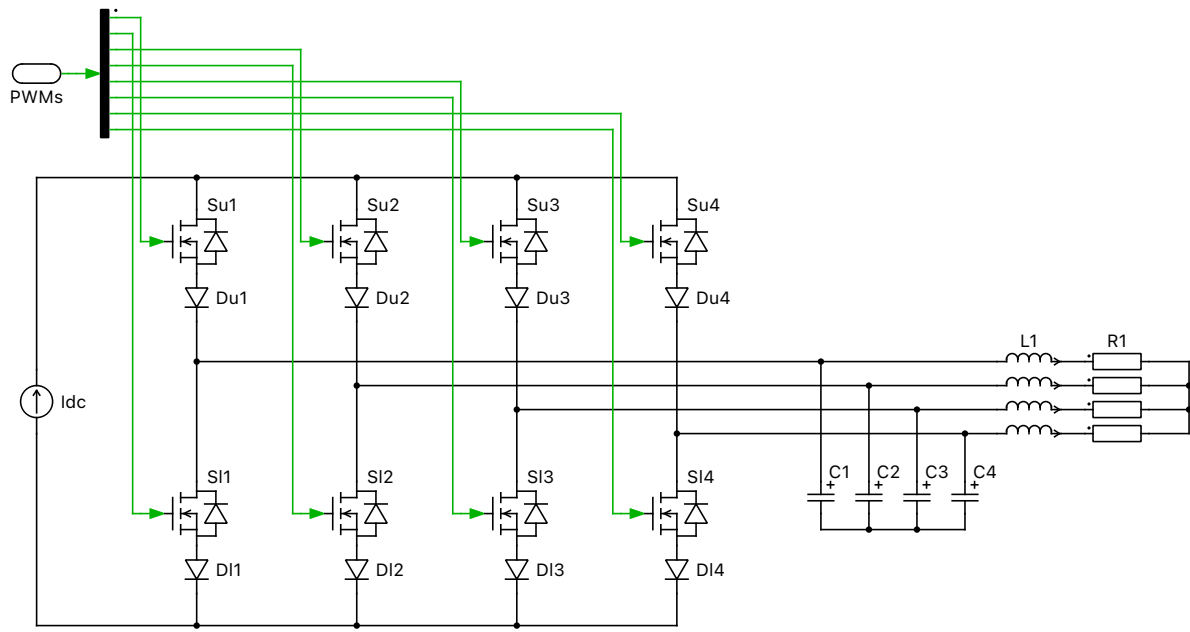 PWMs
Su1
Su2
Su3
Su4
Du1
Du2
Du3
Du4
L1
R1
Idc
Sl1
Sl2
Sl3
Sl4
C1
C2
C3
C4
+
+
+
+
Dl1
Dl2
Dl3
Dl4